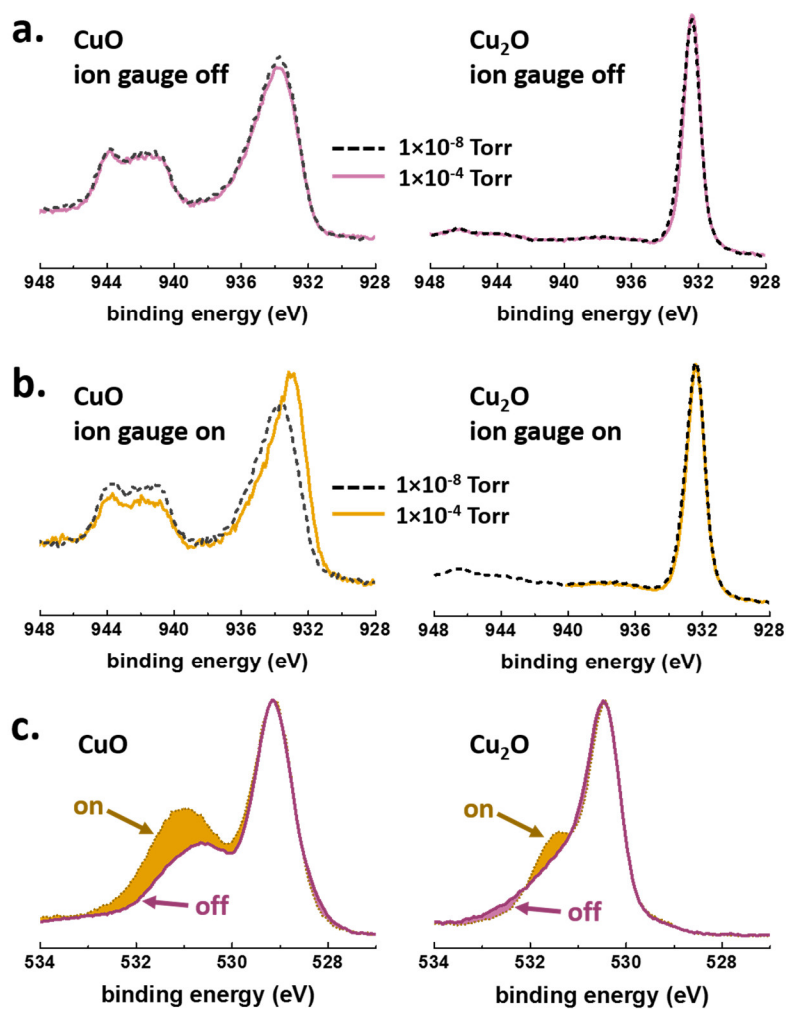 a.
CuO
ion gauge off
Cu₂O
ion gauge off
1×10⁻⁸ Torr
1×10⁻⁴ Torr
948 944 940 936 932 928
948 944 940 936 932 928
binding energy (eV)
binding energy (eV)
b.
CuO
ion gauge on
Cu₂O
ion gauge on
1×10⁻⁸ Torr
1×10⁻⁴ Torr
948 944 940 936 932 928
948 944 940 936 932 928
binding energy (eV)
binding energy (eV)
c.
CuO
Cu₂O
on
on
off
off
534 532 530 528
534 532 530 528
binding energy (eV)
binding energy (eV)